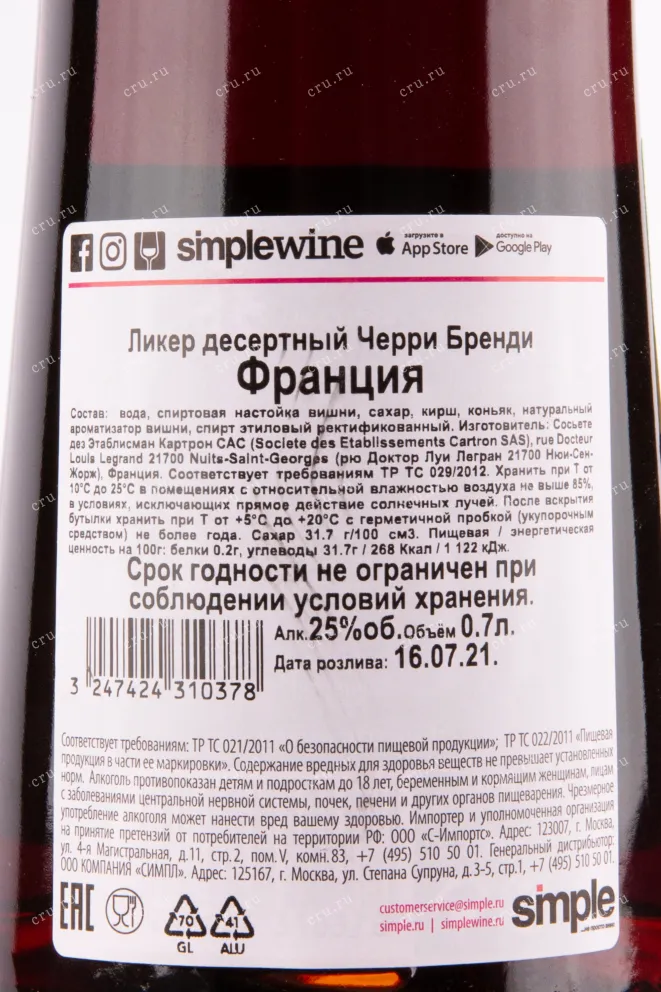 simplewine загрузите в App Store доступно на Google Play
Ликер десертный Черри Бренди
Франция
Состав: вода, спиртовая настойка вишни, сахар, кирш, коньяк, натуральный
ароматизатор вишни, спирт этиловый ректификованный. Изготовитель: Сосьете
дез Этаблисман Картрон САС (Societe des Etablissements Cartron SAS), rue Docteur
Louis Legrand 21700 Nuits-Saint-Georges (рю Доктор Луи Легран 21700 Нюи-Сен-
Жорж), Франция. Соответствует требованиям ТР ТС 029/2012. Хранить при Т от
10°С до 25°С в помещениях с относительной влажностью воздуха не выше 85%,
в условиях, исключающих прямое действие солнечных лучей. После вскрытия
бутылки хранить при Т от +5°С до +20°С с герметичной пробкой (укупорочным
средством) не более года. Сахар 31.7 г/100 см3. Пищевая / энергетическая
ценность на 100г: белки 0.2г, углеводы 31.7г / 268 Ккал / 1 122 кДж.
Срок годности не ограничен при
соблюдении условий хранения.
Алк.25%об.Объём 0.7л.
Дата розлива: 16.07.21.
3 247424 310378
Соответствует требованиям: ТР ТС 021/2011 «О безопасности пищевой продукции»; ТР ТС 022/2011 «Пищевая
продукция в части ее маркировки». Содержание вредных для здоровья веществ не превышает установленных
норм. Алкоголь противопоказан детям и подросткам до 18 лет, беременным и кормящим женщинам, лицам
с заболеваниями центральной нервной системы, почек, печени и других органов пищеварения. Чрезмерное
употребление алкоголя может нанести вред вашему здоровью. Импортер и уполномоченная организация
на принятие претензий от потребителей на территории РФ: ООО «С-Импортс». Адрес: 123007, г. Москва,
ул. 4-я Магистральная, д.11, стр.2, пом.V, комн.83, +7 (495) 510 50 01. Генеральный дистрибьютор:
ООО КОМПАНИЯ «СИМПЛ». Адрес: 125167, г. Москва, ул. Степана Супруна, д.3-5, стр.1, +7 (495) 510 50 01.
EAC
70
GL
41
ALU
customerservice@simple.ru
simple.ru | simplewine.ru
simple